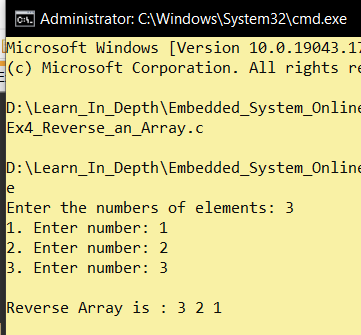 Administrator: C:\Windows\System32\cmd.exe
Microsoft Windows [Version 10.0.19043.17
(c) Microsoft Corporation. All rights re
D:\Learn_In_Depth\Embedded_System_Online
Ex4_Reverse_an_Array.c
D:\Learn_In_Depth\Embedded_System_Online
e
Enter the numbers of elements: 3
1. Enter number: 1
2. Enter number: 2
3. Enter number: 3
Reverse Array is : 3 2 1